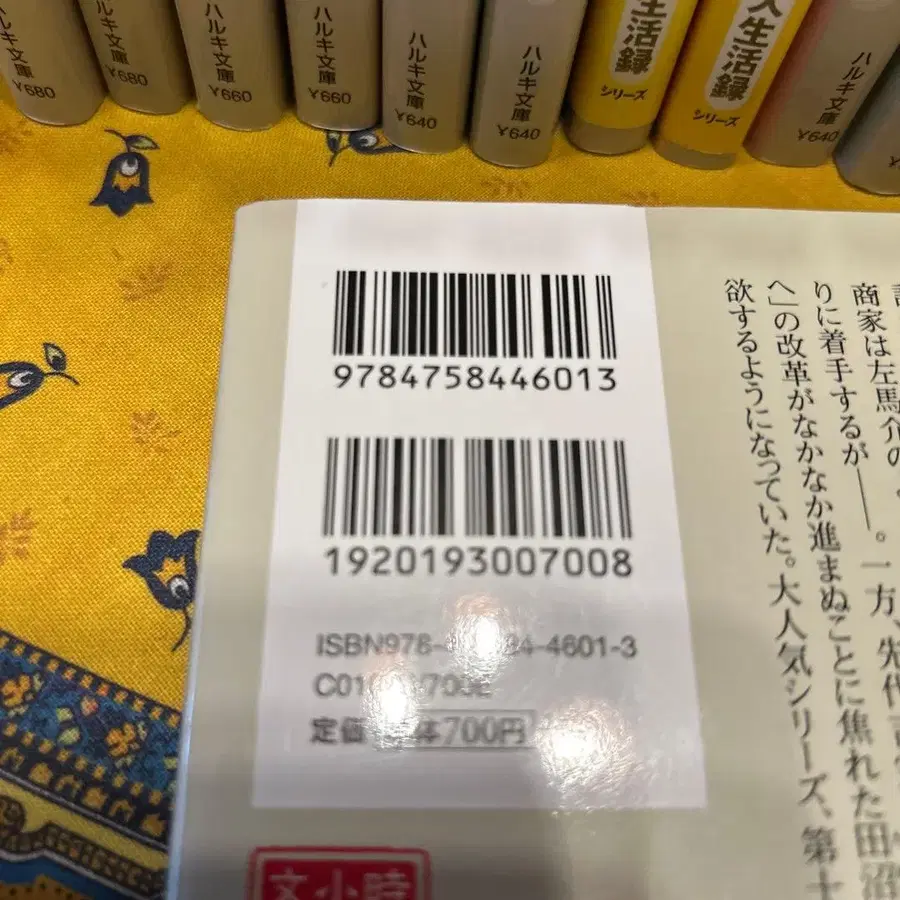 ハルキ文庫
¥680
ハルキ文庫
¥680
ハルキ文庫
¥660
ハルキ文庫
¥660
ハルキ文庫
¥640
ハルキ文庫
¥640
生活録
シリーズ
人生活録
シリーズ
ハルキ文庫
¥640
9784758446013
1920193007008
ISBN978-4601-3
定価 体700円
商家は左馬介の
りに着手するが――。一方、先代
へ」の改革がなかなか進まぬことに焦れた田沼
欲するようになっていた。大人気シリーズ、第十
文小時